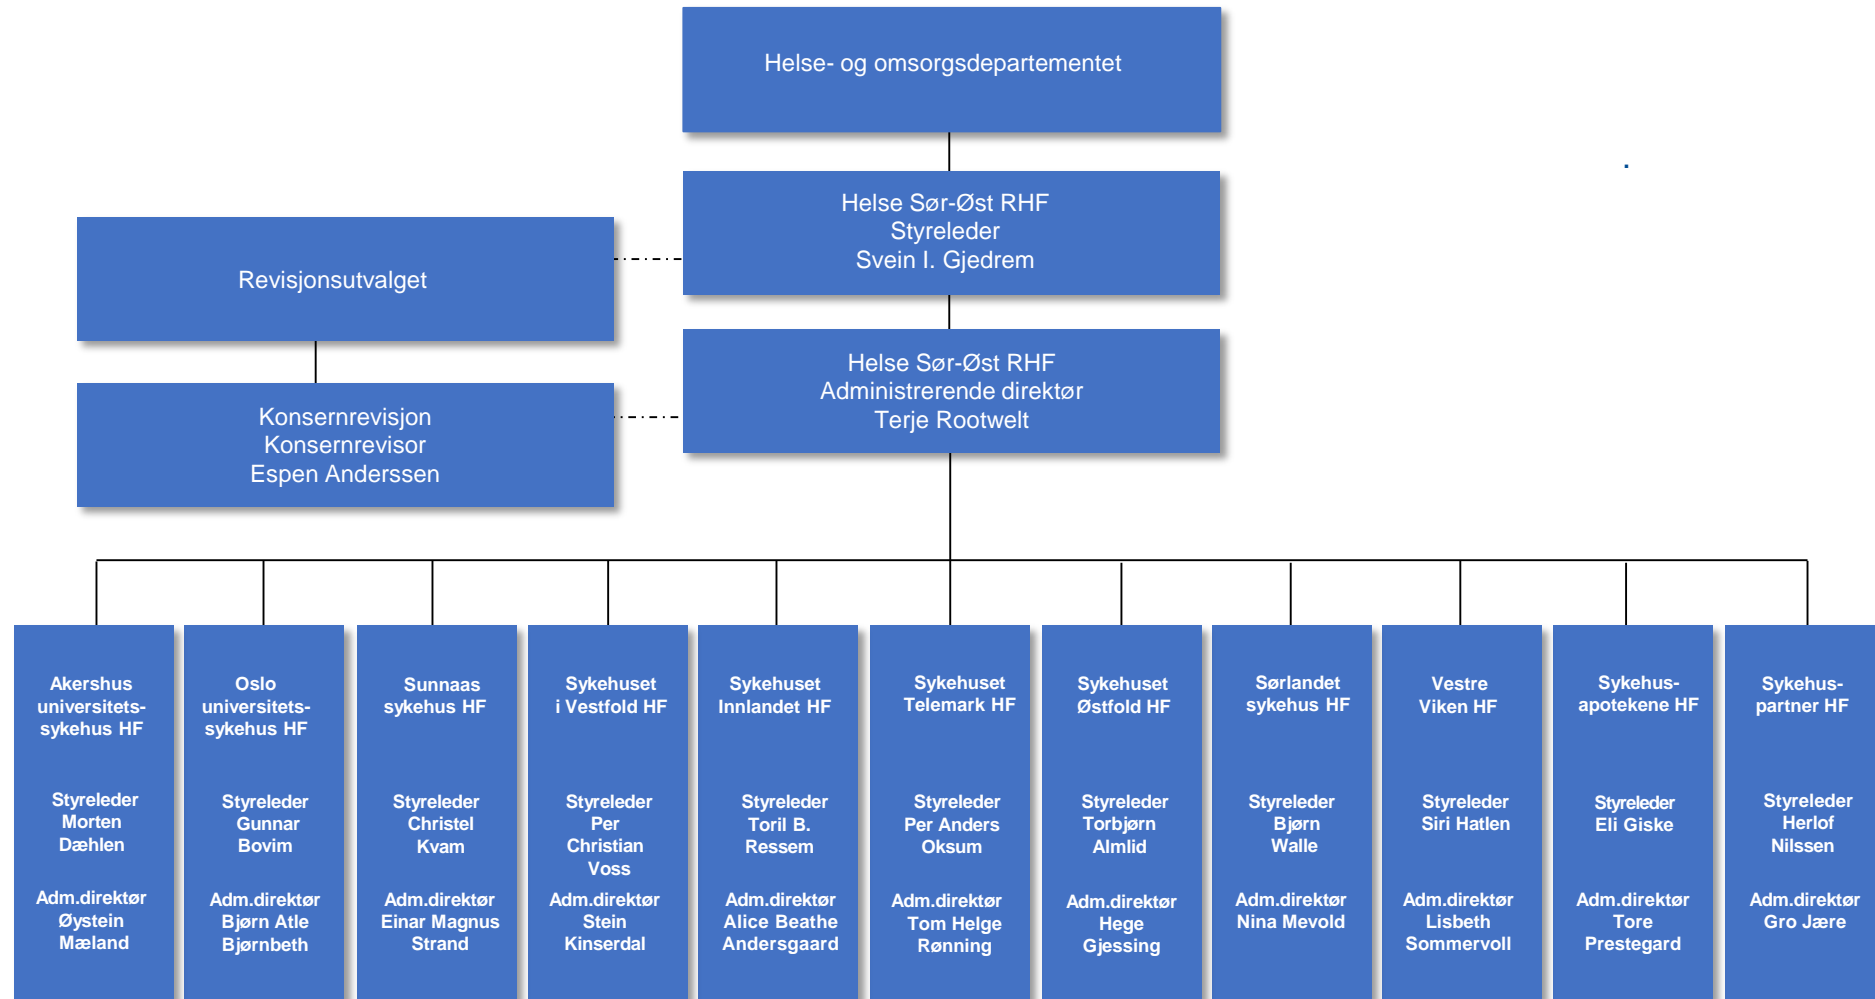 Helse- og omsorgsdepartementet
.
Helse Sør-Øst RHF
Styreleder
Svein I. Gjedrem
Revisjonsutvalget
Helse Sør-Øst RHF
Administrerende direktør
Terje Rootwelt
Konsernrevisjon
Konsernrevisor
Espen Anderssen
Akershus
universitets-
sykehus HF
Styreleder
Morten
Dæhlen
Adm.direktør
Øystein
Mæland
Oslo
universitets-
sykehus HF
Styreleder
Gunnar
Bovim
Adm.direktør
Bjørn Atle
Bjørnbeth
Sunnaas
sykehus HF
Styreleder
Christel
Kvam
Adm.direktør
Einar Magnus
Strand
Sykehuset
i Vestfold HF
Styreleder
Per
Christian
Voss
Adm.direktør
Stein
Kinserdal
Sykehuset
Innlandet HF
Styreleder
Toril B.
Ressem
Adm.direktør
Alice Beathe
Andersgaard
Sykehuset
Telemark HF
Styreleder
Per Anders
Oksum
Adm.direktør
Tom Helge
Rønning
Sykehuset
Østfold HF
Styreleder
Torbjørn
Almlid
Adm.direktør
Hege
Gjessing
Sørlandet
sykehus HF
Styreleder
Bjørn
Walle
Adm.direktør
Nina Mevold
Vestre
Viken HF
Styreleder
Siri Hatlen
Adm.direktør
Lisbeth
Sommervoll
Sykehus-
apotekene HF
Styreleder
Eli Giske
Adm.direktør
Tore
Prestegard
Sykehus-
partner HF
Styreleder
Herlof
Nilssen
Adm.direktør
Gro Jære